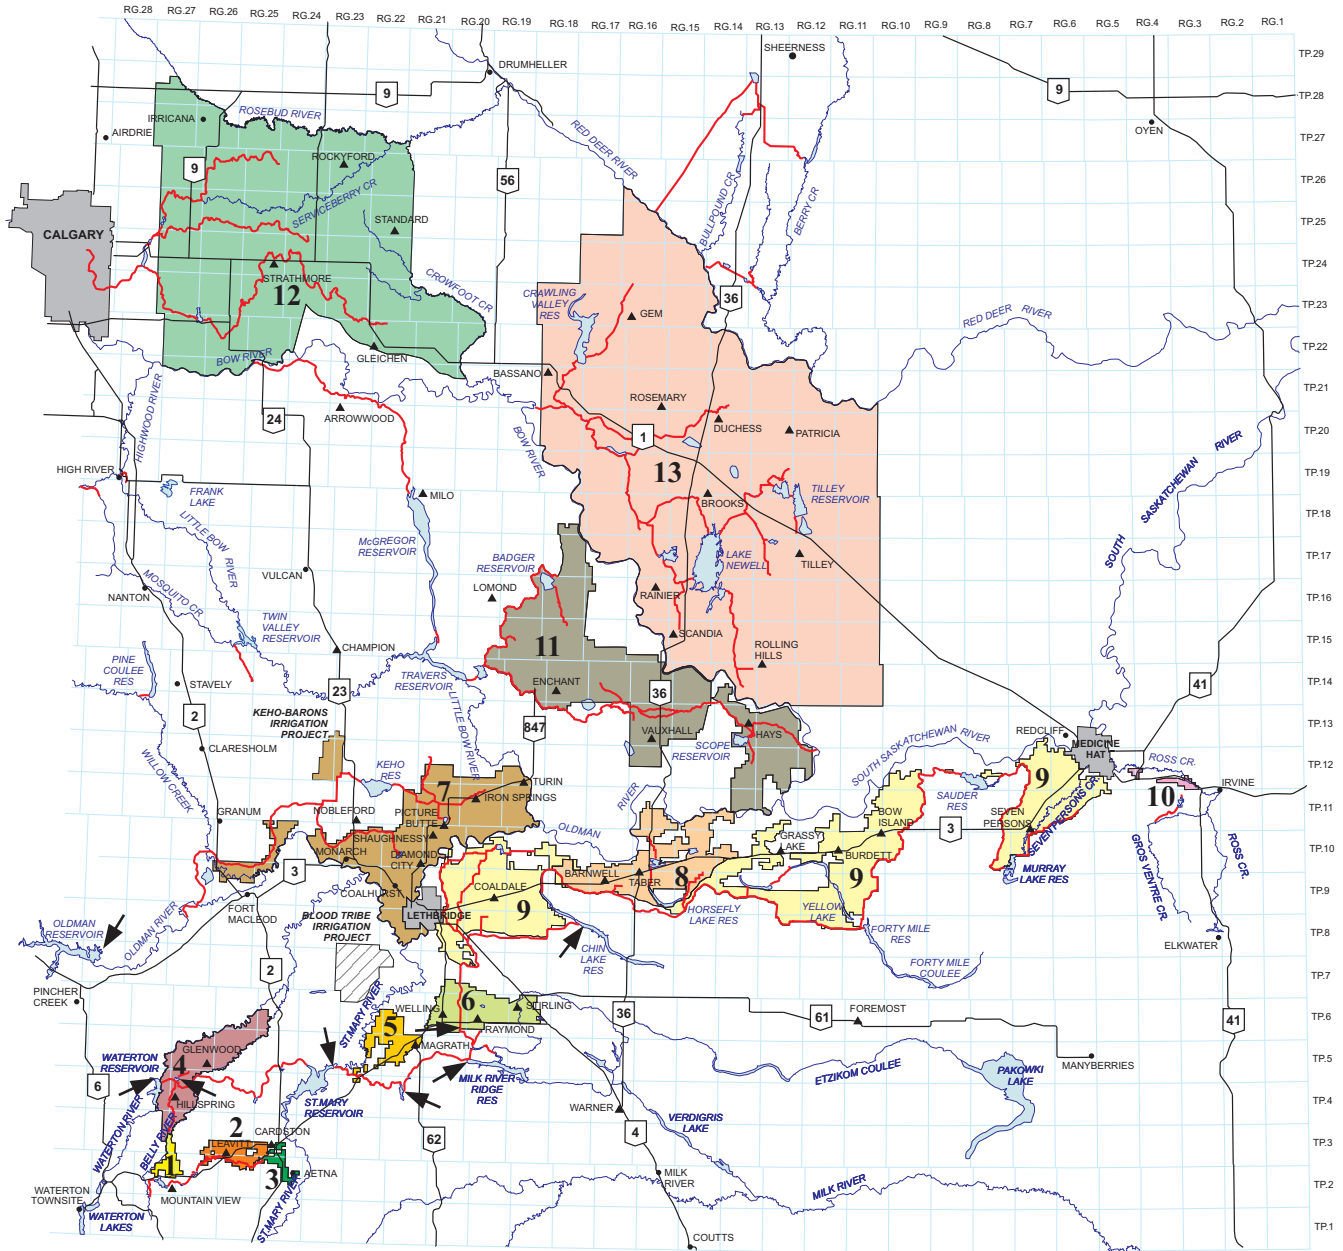 RG.28 RG.27 RG.26 RG.25 RG.24 RG.23 RG.22 RG.21 RG.20 RG.19 RG.18 RG.17 RG.16 RG.15 RG.14 RG.13 RG.12 RG.11 RG.10 RG.9 RG.8 RG.7 RG.6 RG.5 RG.4 RG.3 RG.2 RG.1
SHEERNESS
TP.29
DRUMHELLER
9
9
TP.28
ROSEBUD RIVER
IRRICANA
AIRDRIE
RED DEER RIVER
OYEN
TP.27
ROCKYFORD
9
56
TP.26
SERVICEBERRY CR
BULLPOUND CR.
BERRY CR.
STANDARD
TP.25
CALGARY
TP.24
STRATHMORE
12
CROWFOOT CR
CRAWLING
VALLEY
RES
36
TP.23
GEM
RED DEER RIVER
TP.22
BOW RIVER
GLEICHEN
BASSANO
TP.21
HIGHWOOD RIVER
ARROWWOOD
ROSEMARY
24
DUCHESS
PATRICIA
1
BOW RIVER
TP.20
SOUTH SASKATCHEWAN RIVER
HIGH RIVER
13
TP.19
FRANK
LAKE
MILO
BROOKS
TILLEY
RESERVOIR
TP.18
LITTLE BOW RIVER
McGREGOR
RESERVOIR
BADGER
RESERVOIR
LAKE
NEWELL
TILLEY
TP.17
VULCAN
MOSQUITO CR.
NANTON
LOMOND
RAINIER
TP.16
TWIN
VALLEY
RESERVOIR
SCANDIA
TP.15
CHAMPION
11
ROLLING
HILLS
PINE
COULEE
RES
TRAVERS
RESERVOIR
STAVELY
ENCHANT
23
36
41
TP.14
2
KEHO-BARONS
IRRIGATION
PROJECT
LITTLE BOW RIVER
847
VAUXHALL
HAYS
REDCLIFF
TP.13
CLARESHOLM
SCOPE
RESERVOIR
SOUTH SASKATCHEWAN RIVER
MEDICINE
HAT
ROSS CR.
TP.12
WILLOW CREEK
KEHO
RES
7
TURIN
IRON SPRINGS
RIVER
SAUDER
RES
9
SEVEN PERSONS CR.
10
IRVINE
TP.11
GRANUM
NOBLEFORD
PICTURE
BUTTE
BOW
ISLAND
3
SEVEN
PERSONS
SHAUGHNESSY
OLDMAN
GRASSY
LAKE
BURDETT
TP.10
MONARCH
DIAMOND
CITY
3
MURRAY
LAKE RES
GROS VENTRE CR.
ROSS CR.
COALHURST
COALDALE
BARNWELL
TABER
8
9
TP.9
FORT
MACLEOD
BLOOD TRIBE
IRRIGATION
PROJECT
LETHBRIDGE
9
HORSEFLY
LAKE RES
YELLOW
LAKE
OLDMAN
RESERVOIR
OLDMAN RIVER
FORTY MILE
RES
TP.8
ELKWATER
CHIN
LAKE
RES
2
FORTY MILE
COULEE
TP.7
PINCHER
CREEK
ST.MARY RIVER
WELLING
6
STIRLING
RAYMOND
36
61
FOREMOST
41
TP.6
5
GLENWOOD
MAGRATH
TP.5
WATERTON
RESERVOIR
4
MANYBERRIES
ETZIKOM COULEE
PAKOWKI
LAKE
6
HILLSPRING
ST.MARY
RESERVOIR
MILK RIVER
RIDGE
RES
WARNER
TP.4
WATERTON RIVER
BELLY RIVER
2
CARDSTON
62
4
VERDIGRIS
LAKE
LEAVITT
TP.3
1
3
AETNA
MILK
RIVER
WATERTON
TOWNSITE
MOUNTAIN VIEW
MILK RIVER
TP.2
WATERTON
LAKES
ST.MARY RIVER
TP.1
COUTTS